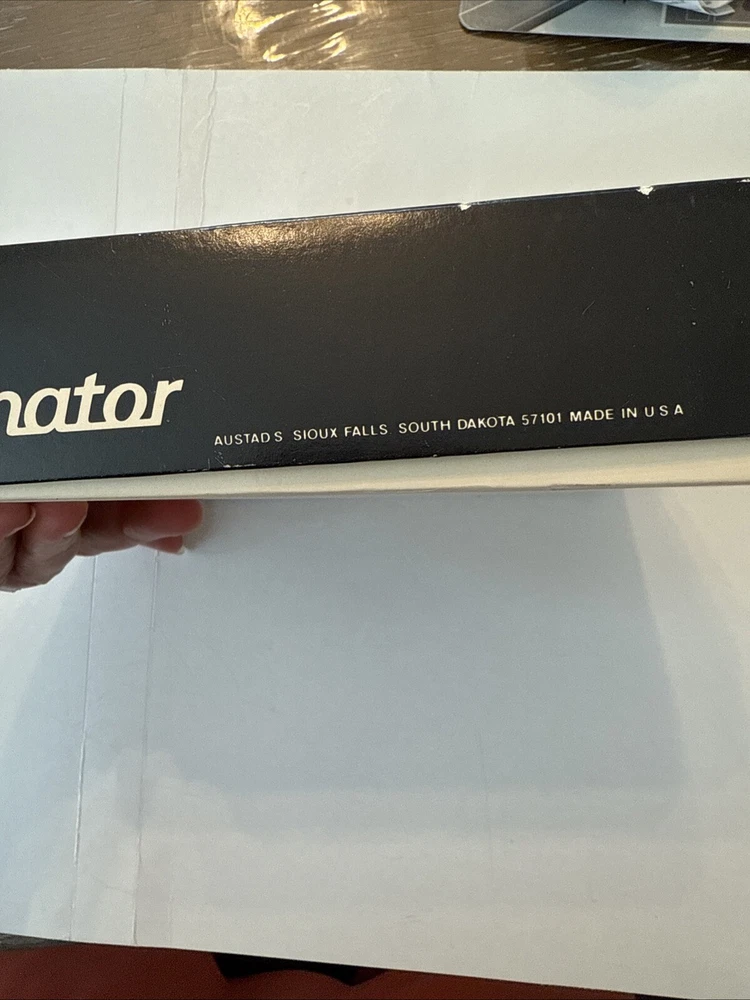 nator
AUSTAD S SIOUX FALLS SOUTH DAKOTA 57101 MADE IN U S A